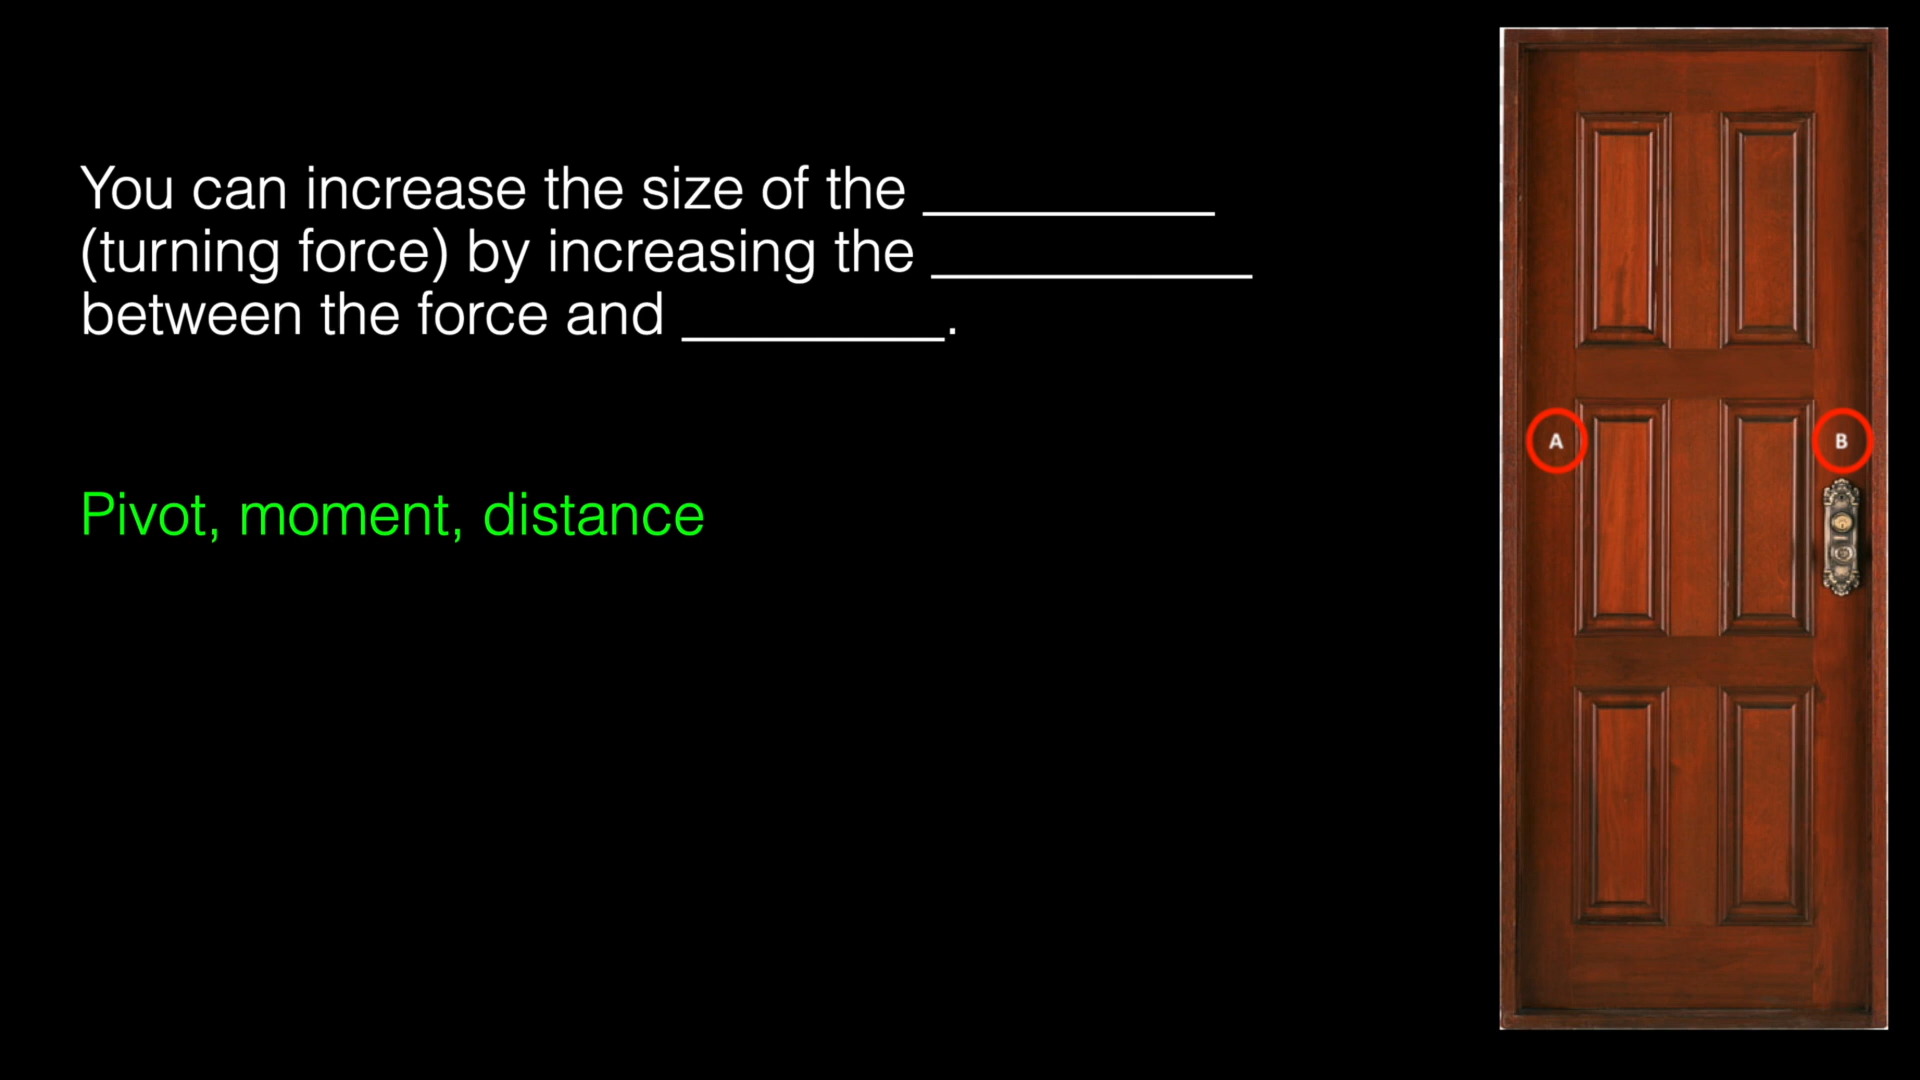 You can increase the size of the __________
(turning force) by increasing the ___________
between the force and _________.
Pivot, moment, distance
A
B